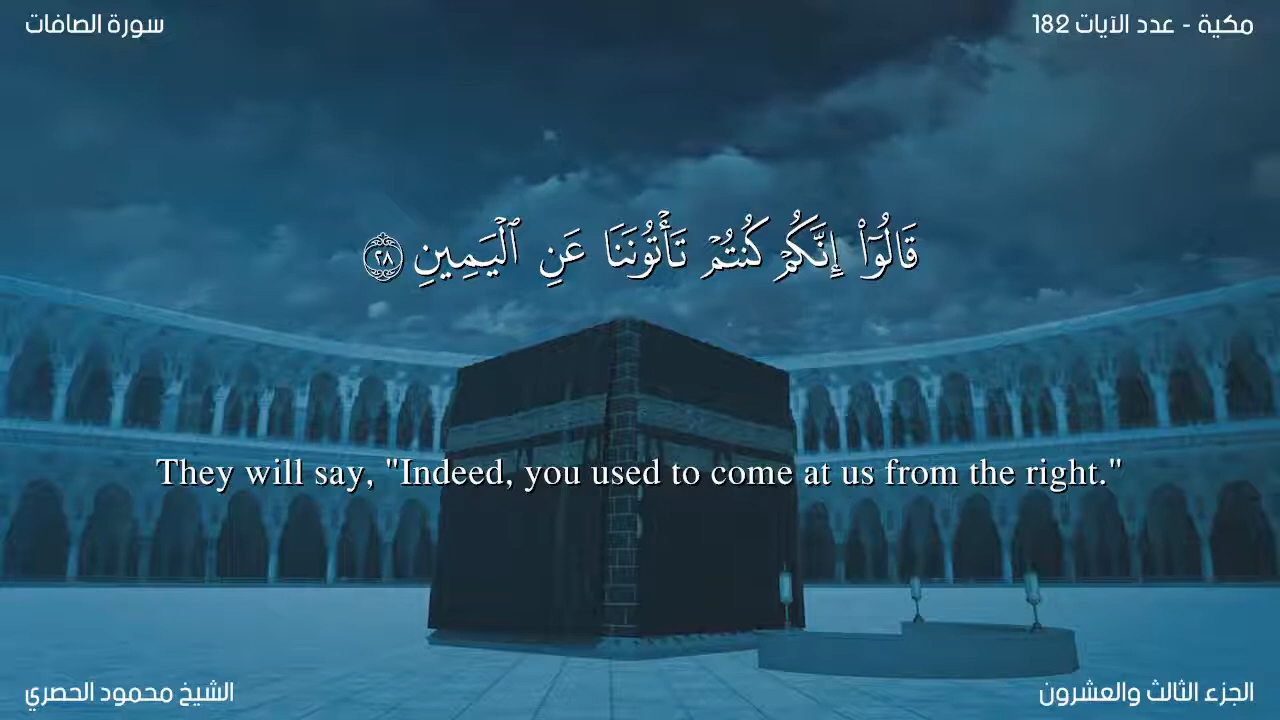 سورة الصافات
مكية - عدد الآيات 182
قَالُوٓا۟ إِنَّكُمْ كُنتُمْ تَأْتُونَنَا عَنِ ٱلْيَمِينِ ٢٨
They will say, "Indeed, you used to come at us from the right."
الشيخ محمود الحصري
الجزء الثالث والعشرون